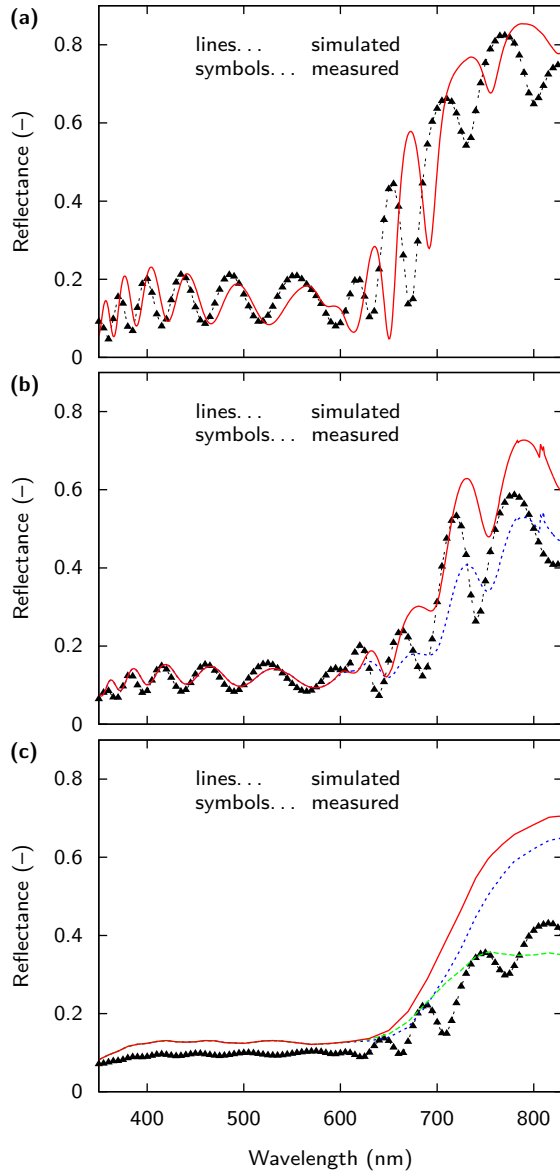 (a)
0.8
lines... simulated
symbols... measured
0.6
Reflectance (–)
0.4
0.2
0
(b)
0.8
lines... simulated
symbols... measured
0.6
Reflectance (–)
0.4
0.2
0
(c)
0.8
lines... simulated
symbols... measured
0.6
Reflectance (–)
0.4
0.2
0
400 500 600 700 800
Wavelength (nm)